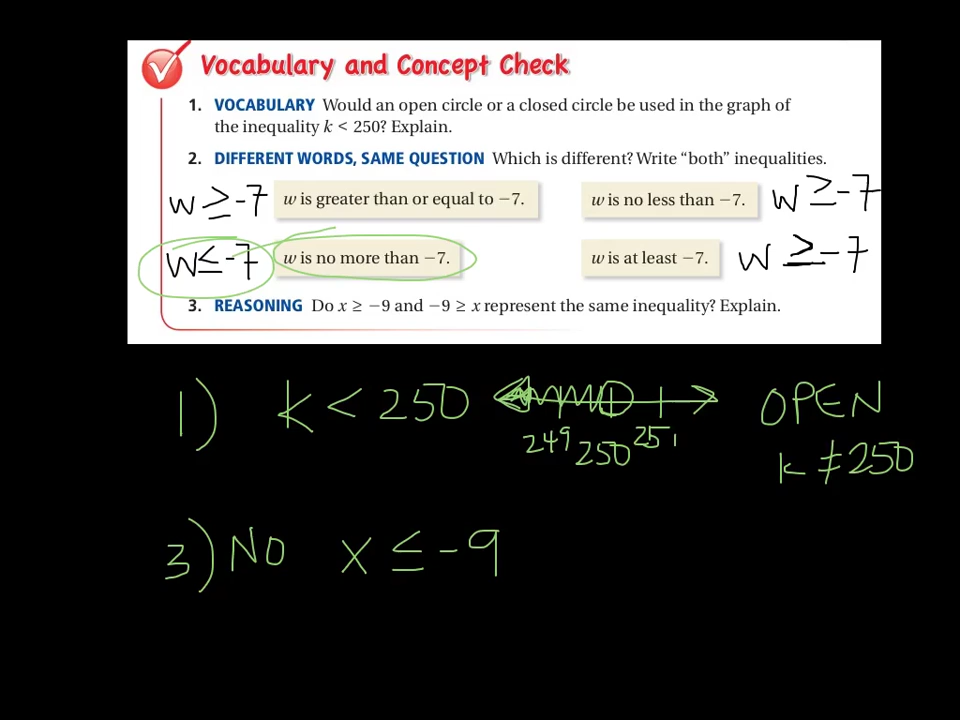 Vocabulary and Concept Check
1. VOCABULARY Would an open circle or a closed circle be used in the graph of
the inequality k < 250? Explain.
2. DIFFERENT WORDS, SAME QUESTION Which is different? Write “both” inequalities.
w ≥ -7 w is greater than or equal to −7. w is no less than −7. w ≥ -7
w ≤ -7 w is no more than −7. w is at least −7. w ≥ -7
3. REASONING Do x ≥ −9 and −9 ≥ x represent the same inequality? Explain.
1) k < 250 OPEN
249 250 251 k ≠ 250
3) NO x ≤ -9